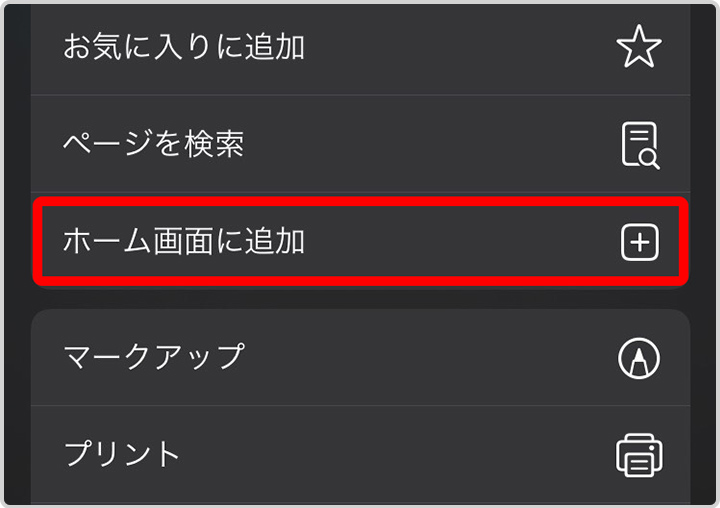 お気に入りに追加
ページを検索
ホーム画面に追加
マークアップ
プリント